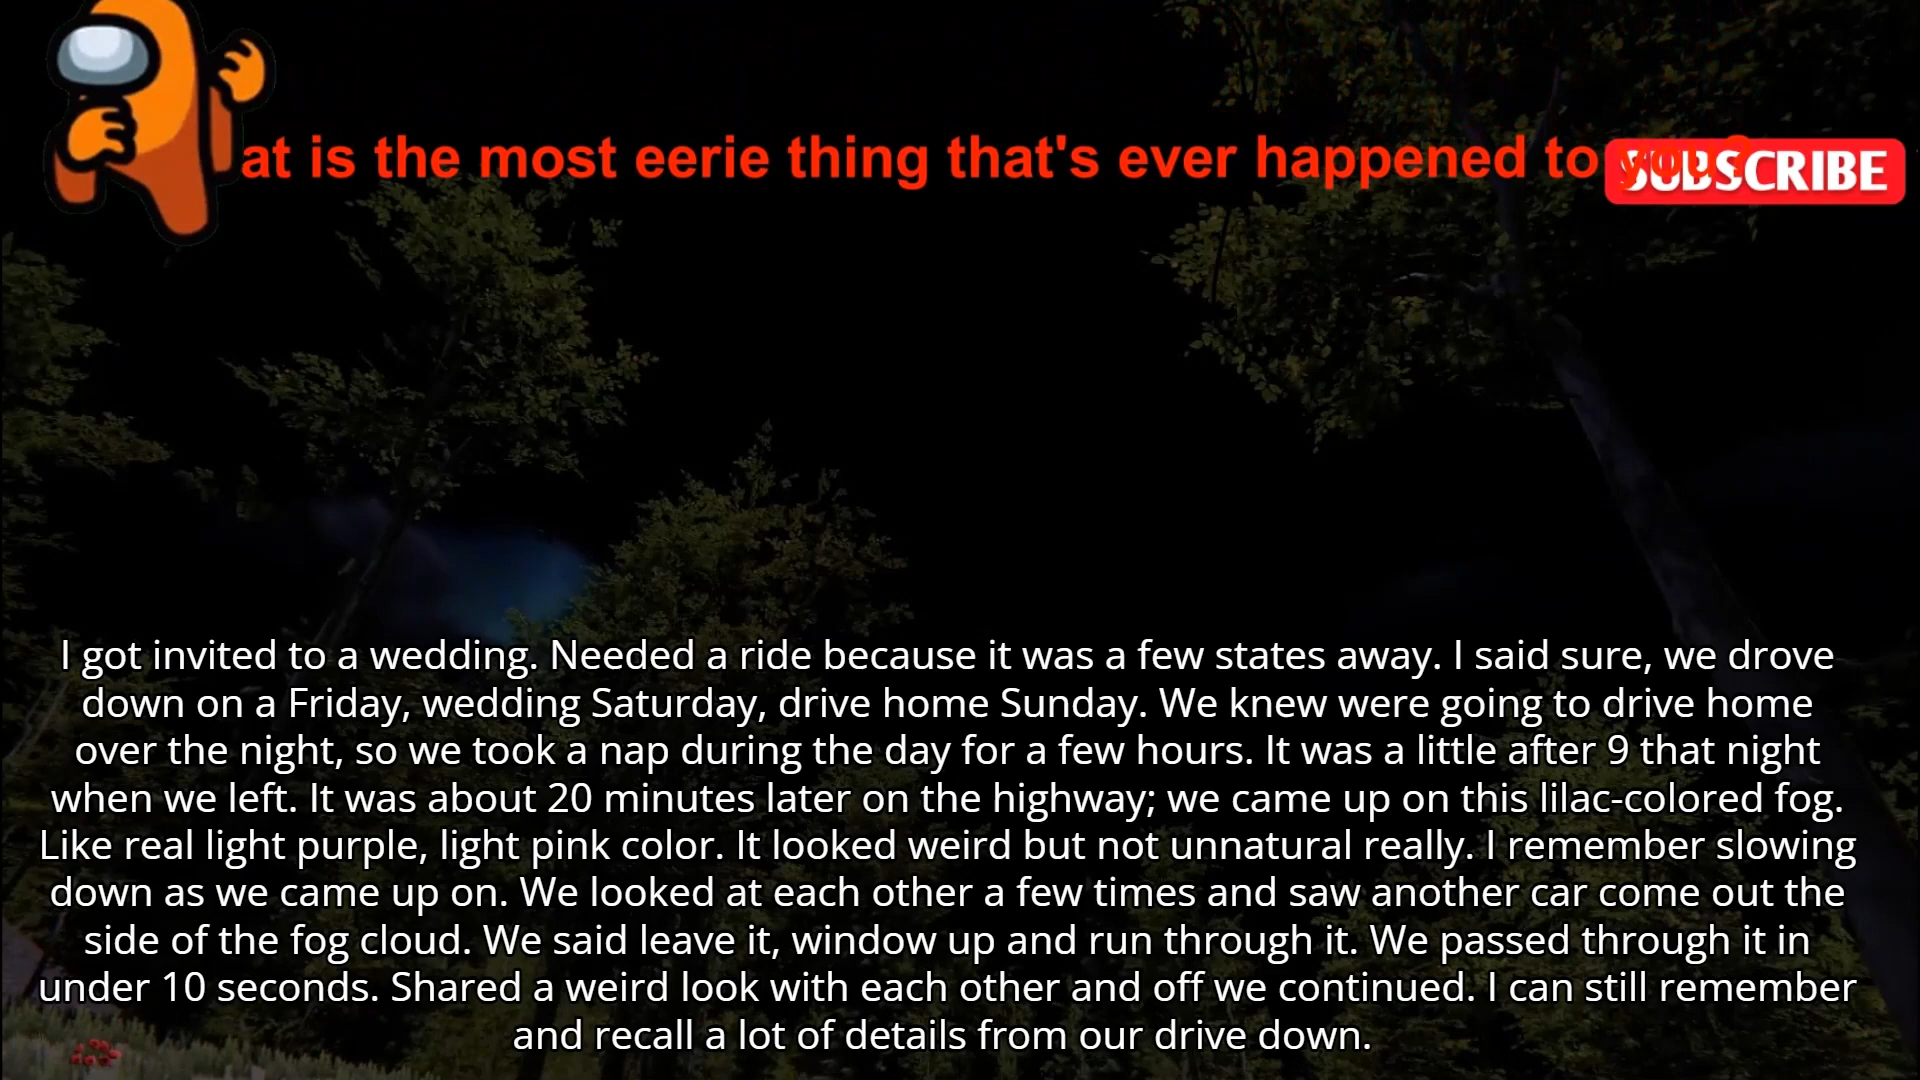 at is the most eerie thing that's ever happened to
SUBSCRIBE
I got invited to a wedding. Needed a ride because it was a few states away. I said sure, we drove
down on a Friday, wedding Saturday, drive home Sunday. We knew were going to drive home
over the night, so we took a nap during the day for a few hours. It was a little after 9 that night
when we left. It was about 20 minutes later on the highway; we came up on this lilac-colored fog.
Like real light purple, light pink color. It looked weird but not unnatural really. I remember slowing
down as we came up on. We looked at each other a few times and saw another car come out the
side of the fog cloud. We said leave it, window up and run through it. We passed through it in
under 10 seconds. Shared a weird look with each other and off we continued. I can still remember
and recall a lot of details from our drive down.